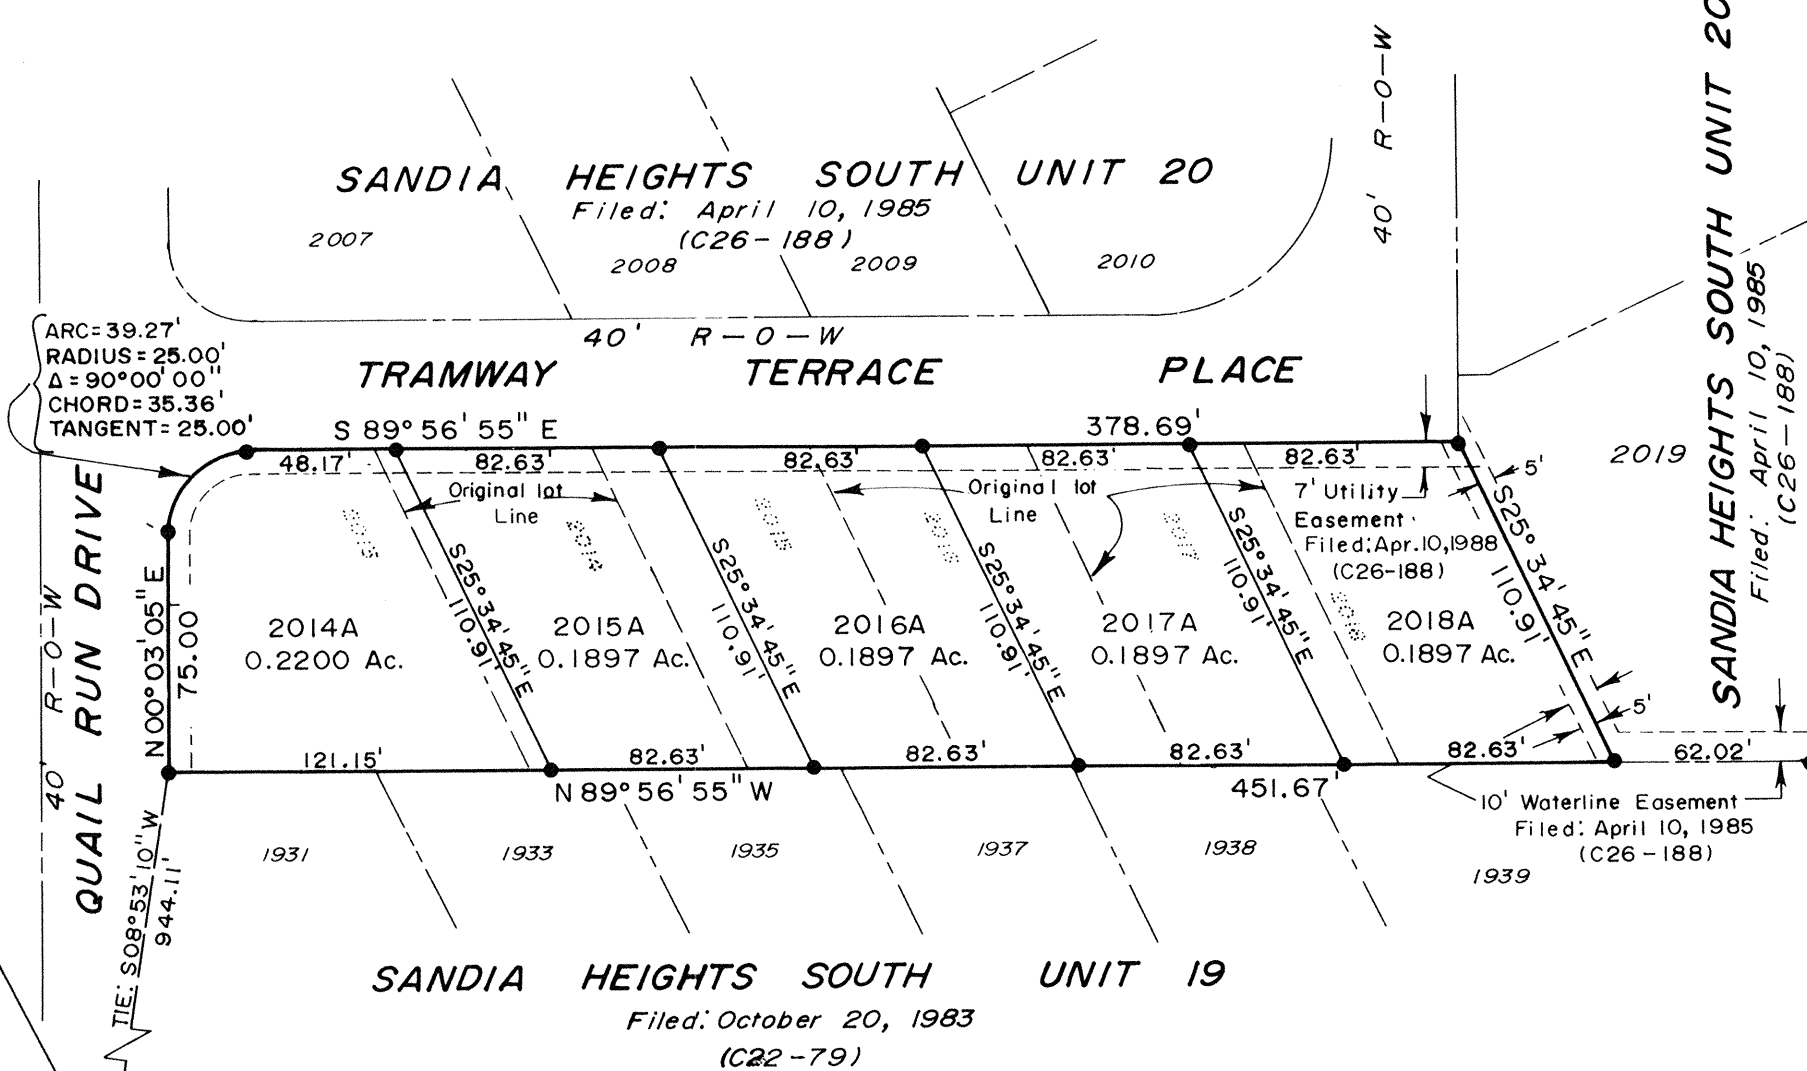 SANDIA HEIGHTS SOUTH UNIT 20
Filed: April 10, 1985
(C26-188)
2007
2008
2009
2010
40' R-O-W
40' R-O-W
TRAMWAY TERRACE PLACE
ARC=39.27'
RADIUS=25.00'
Δ=90°00'00"
CHORD=35.36'
TANGENT=25.00'
S 89°56'55" E
378.69'
48.17'
82.63'
82.63'
82.63'
82.63'
Original lot
Line
Original lot
Line
7' Utility
Easement
Filed: Apr. 10, 1988
(C26-188)
5'
2015
2014
2015
2016
2017
2018
S25°34'45"E
110.91'
S25°34'45"E
110.91'
S25°34'45"E
110.91'
S25°34'45"E
110.91'
S25°34'45"E
110.91'
2014A
0.2200 Ac.
2015A
0.1897 Ac.
2016A
0.1897 Ac.
2017A
0.1897 Ac.
2018A
0.1897 Ac.
N00°03'05"E
75.00
QUAIL RUN DRIVE
40' R-O-W
121.15'
82.63'
82.63'
82.63'
82.63'
5'
62.02'
N 89°56'55" W
451.67'
10' Waterline Easement
Filed: April 10, 1985
(C26-188)
TIE: S08°53'10"W
944.11'
1931
1933
1935
1937
1938
1939
SANDIA HEIGHTS SOUTH UNIT 19
Filed: October 20, 1983
(C22-79)
2019
SANDIA HEIGHTS SOUTH UNIT 20
Filed: April 10, 1985
(C26-188)